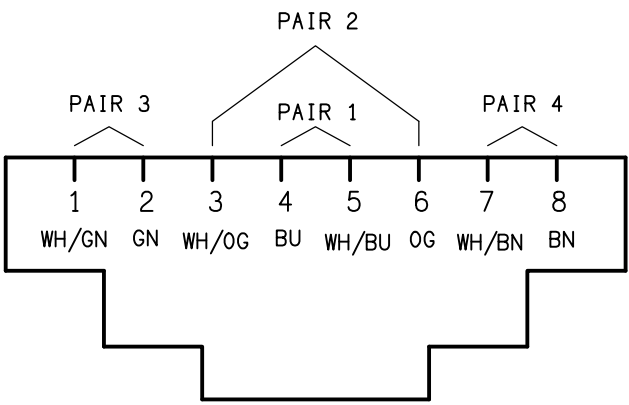 PAIR 2
PAIR 3 PAIR 1 PAIR 4
1 2 3 4 5 6 7 8
WH/GN GN WH/OG BU WH/BU OG WH/BN BN